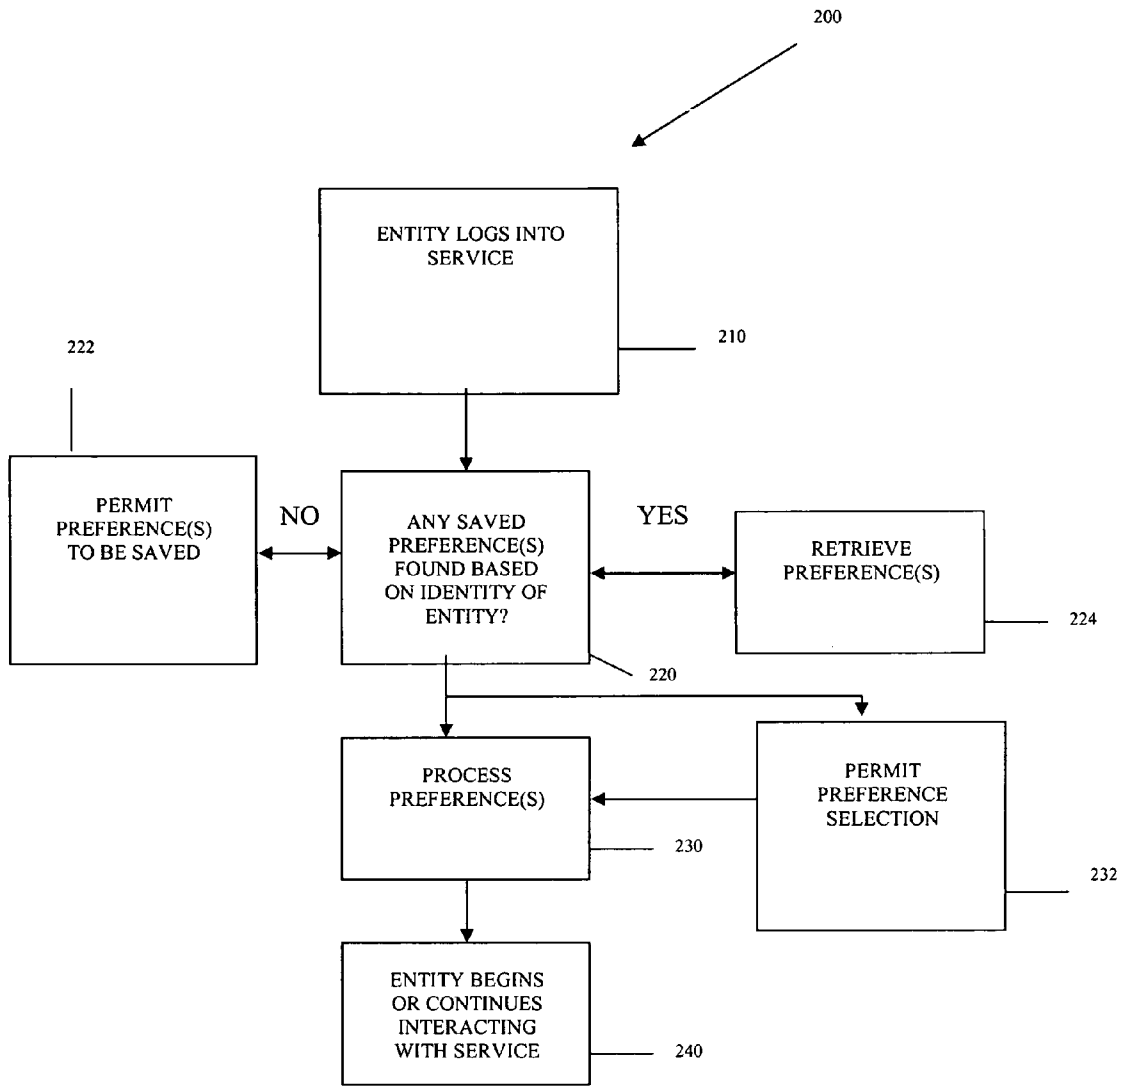 200
ENTITY LOGS INTO
SERVICE
210
222
PERMIT
PREFERENCE(S)
TO BE SAVED
NO
ANY SAVED
PREFERENCE(S)
FOUND BASED
ON IDENTITY OF
ENTITY?
YES
RETRIEVE
PREFERENCE(S)
224
220
PROCESS
PREFERENCE(S)
230
PERMIT
PREFERENCE
SELECTION
232
ENTITY BEGINS
OR CONTINUES
INTERACTING
WITH SERVICE
240